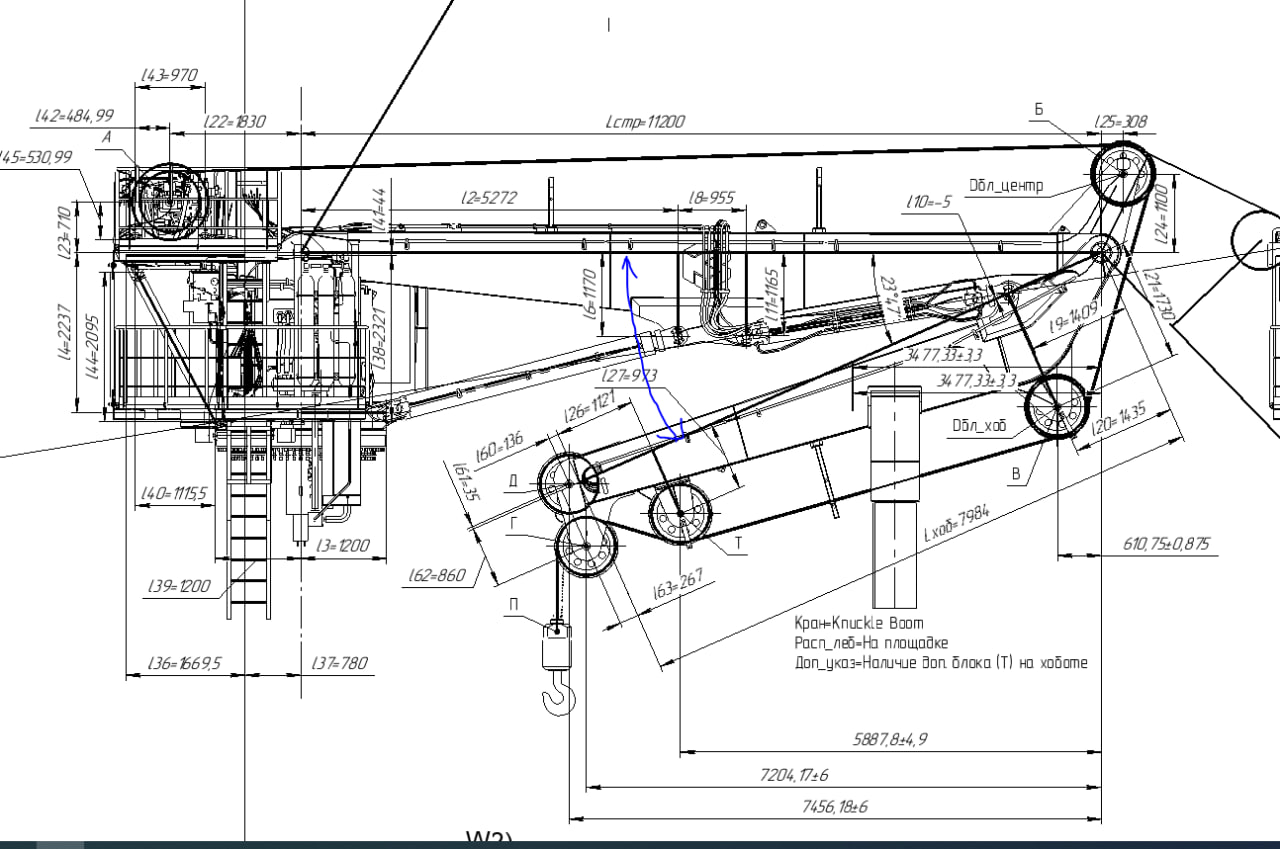 I
l43=970
l42=484,99
l22=1830
Lстр=11200
Б
l25=308
А
l45=530,99
Dбл_центр
l23=710
l41=44
l2=5272
l8=955
l10=-5
l24=1100
l4=2237
l44=2095
l38=2321
l6=1170
l11=1165
23°47'
l9=1409
l21=1730
3477,33±3,3
3477,33±3,3
l27=973
l26=1121
l60=136
l61=35
Dбл_хоб
l20=1435
В
Д
Г
Т
l40=1115,5
l3=1200
Lхоб=7984
610,75±0,875
l39=1200
l62=860
l63=267
П
Кран=Knuckle Boom
Расп_леб=На площадке
Доп_указ=Наличие доп. блока (Т) на хоботе
l36=1669,5
l37=780
5887,8±4,9
7204,17±6
7456,18±6
W2)